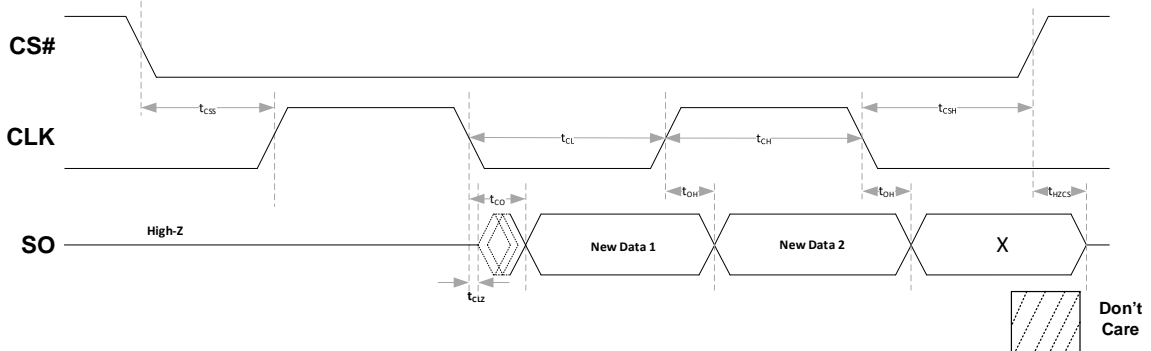 CS#
tCSS
tCSH
CLK
tCL
tCH
tCO
tOH
tOH
tHZCS
SO
High-Z
New Data 1
New Data 2
X
tCLZ
Don't
Care